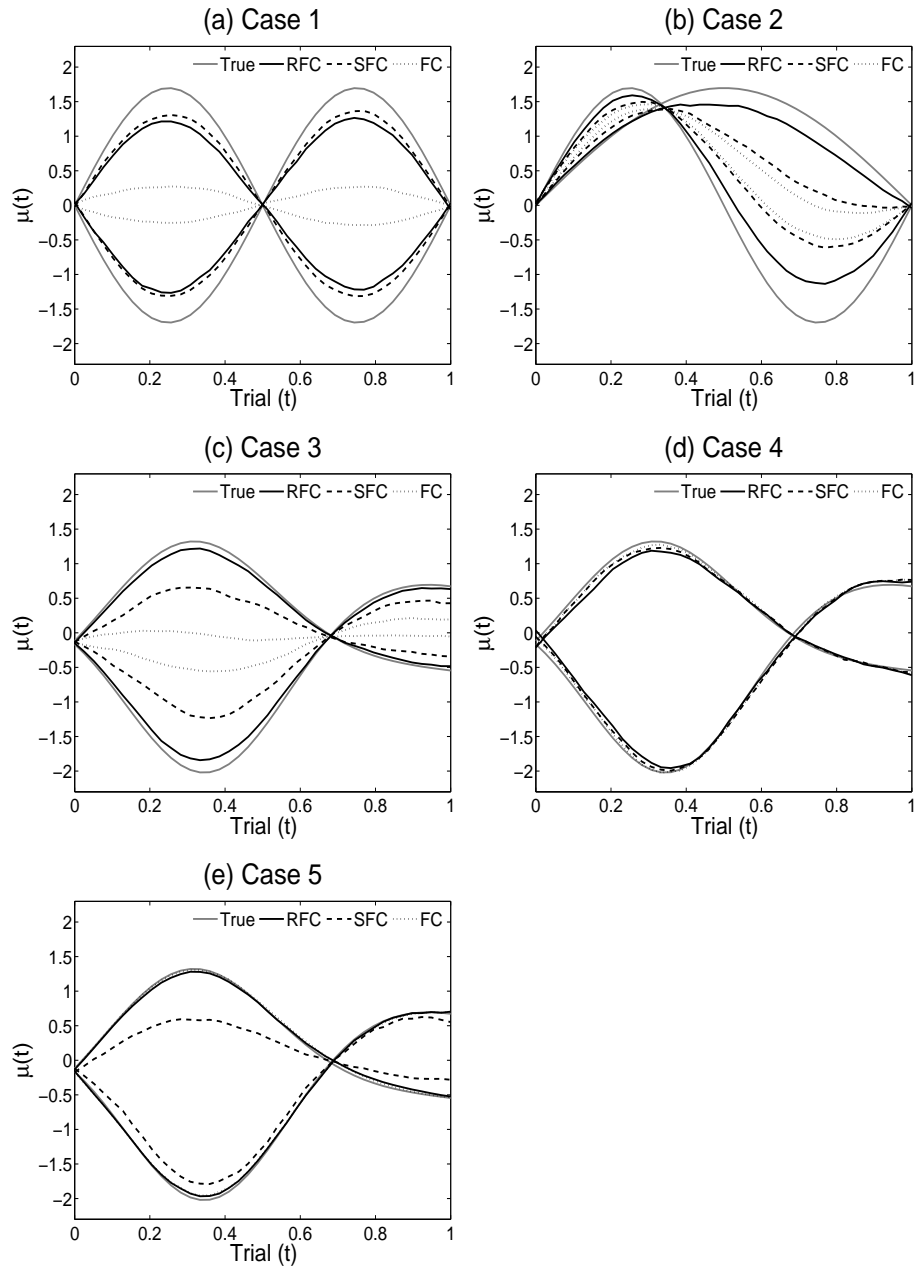 (a) Case 1
True RFC SFC FC
2
1.5
1
0.5
0
−0.5
−1
−1.5
−2
μ(t)
0 0.2 0.4 0.6 0.8 1
Trial (t)
(b) Case 2
True RFC SFC FC
2
1.5
1
0.5
0
−0.5
−1
−1.5
−2
μ(t)
0 0.2 0.4 0.6 0.8 1
Trial (t)
(c) Case 3
True RFC SFC FC
2
1.5
1
0.5
0
−0.5
−1
−1.5
−2
μ(t)
0 0.2 0.4 0.6 0.8 1
Trial (t)
(d) Case 4
True RFC SFC FC
2
1.5
1
0.5
0
−0.5
−1
−1.5
−2
μ(t)
0 0.2 0.4 0.6 0.8 1
Trial (t)
(e) Case 5
True RFC SFC FC
2
1.5
1
0.5
0
−0.5
−1
−1.5
−2
μ(t)
0 0.2 0.4 0.6 0.8 1
Trial (t)